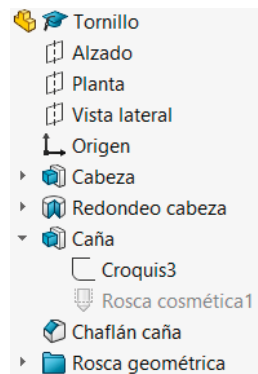 Tornillo
Alzado
Planta
Vista lateral
Origen
Cabeza
Redondeo cabeza
Caña
Croquis3
Rosca cosmética1
Chaflán caña
Rosca geométrica